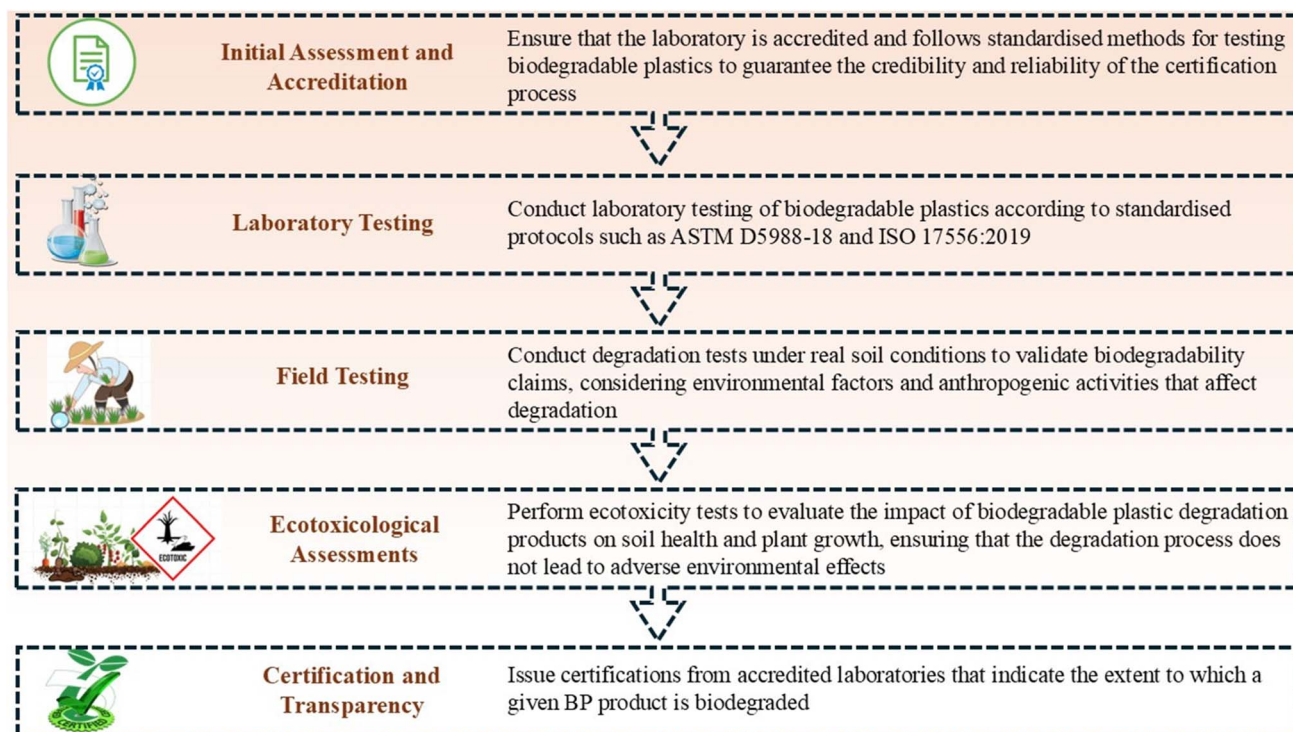 Initial Assessment and
Accreditation
Ensure that the laboratory is accredited and follows standardised methods for testing
biodegradable plastics to guarantee the credibility and reliability of the certification
process
Laboratory Testing
Conduct laboratory testing of biodegradable plastics according to standardised
protocols such as ASTM D5988-18 and ISO 17556:2019
Field Testing
Conduct degradation tests under real soil conditions to validate biodegradability
claims, considering environmental factors and anthropogenic activities that affect
degradation
ECOTOXIC
Ecotoxicological
Assessments
Perform ecotoxicity tests to evaluate the impact of biodegradable plastic degradation
products on soil health and plant growth, ensuring that the degradation process does
not lead to adverse environmental effects
CERTIFIED
Certification and
Transparency
Issue certifications from accredited laboratories that indicate the extent to which a
given BP product is biodegraded